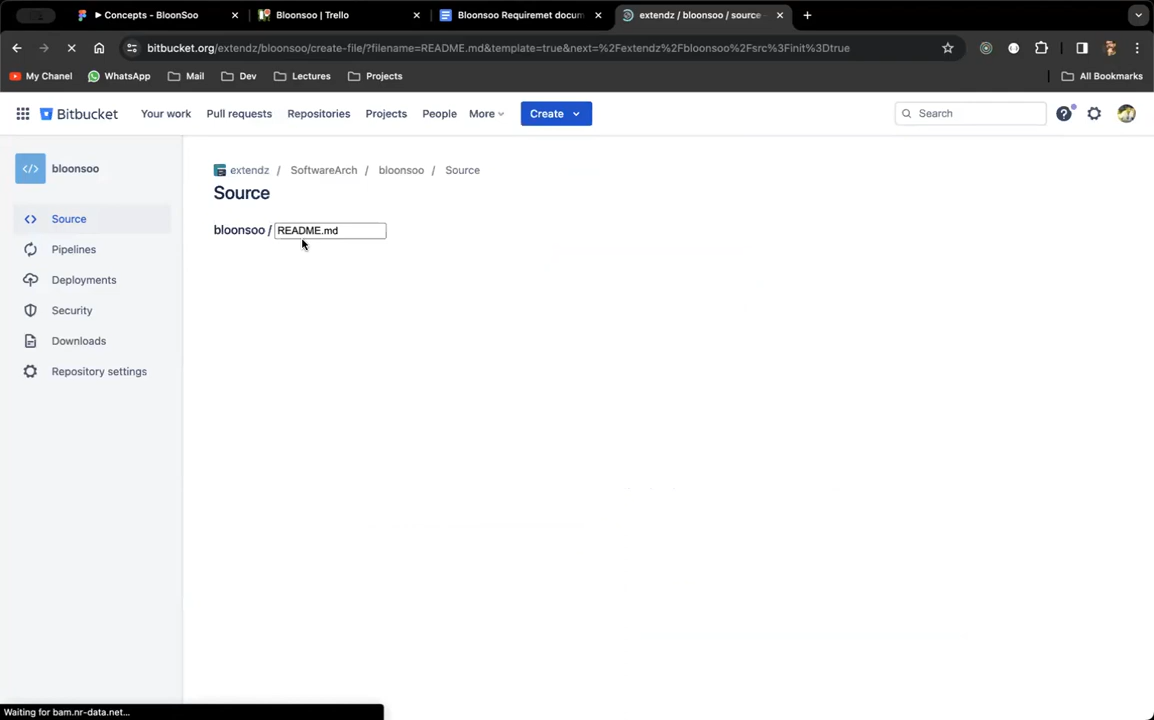 Concepts - BloonSoo
Bloonsoo | Trello
Bloonsoo Requiremet docum
extendz / bloonsoo / source -
bitbucket.org/extendz/bloonsoo/create-file/?filename=README.md&template=true&next=%2Fextendz%2Fbloonsoo%2Fsrc%3Finit%3Dtrue
My Chanel
WhatsApp
Mail
Dev
Lectures
Projects
All Bookmarks
Bitbucket
Your work
Pull requests
Repositories
Projects
People
More
Create
Search
bloonsoo
Source
Pipelines
Deployments
Security
Downloads
Repository settings
extendz / SoftwareArch / bloonsoo / Source
Source
bloonsoo / README.md
Waiting for bam.nr-data.net...